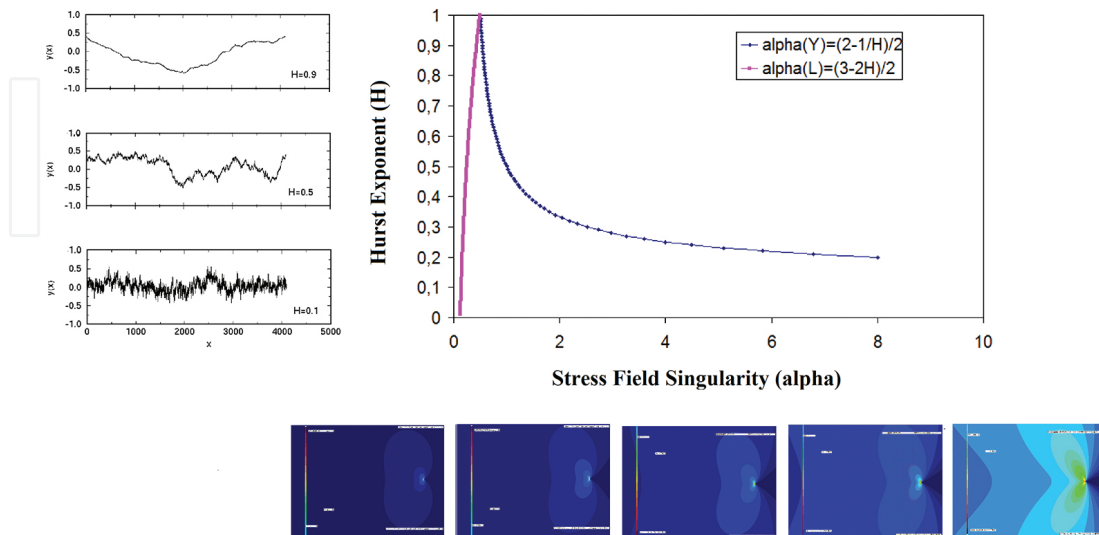 1.0
0.5
0.0
-0.5
-1.0
y(x)
H=0.9
1.0
0.5
0.0
-0.5
-1.0
y(x)
H=0.5
1.0
0.5
0.0
-0.5
-1.0
y(x)
H=0.1
0 1000 2000 3000 4000 5000
x
1
0,9
0,8
0,7
0,6
0,5
0,4
0,3
0,2
0,1
0
Hurst Exponent (H)
alpha(Y)=(2-1/H)/2
alpha(L)=(3-2H)/2
0 2 4 6 8 10
Stress Field Singularity (alpha)